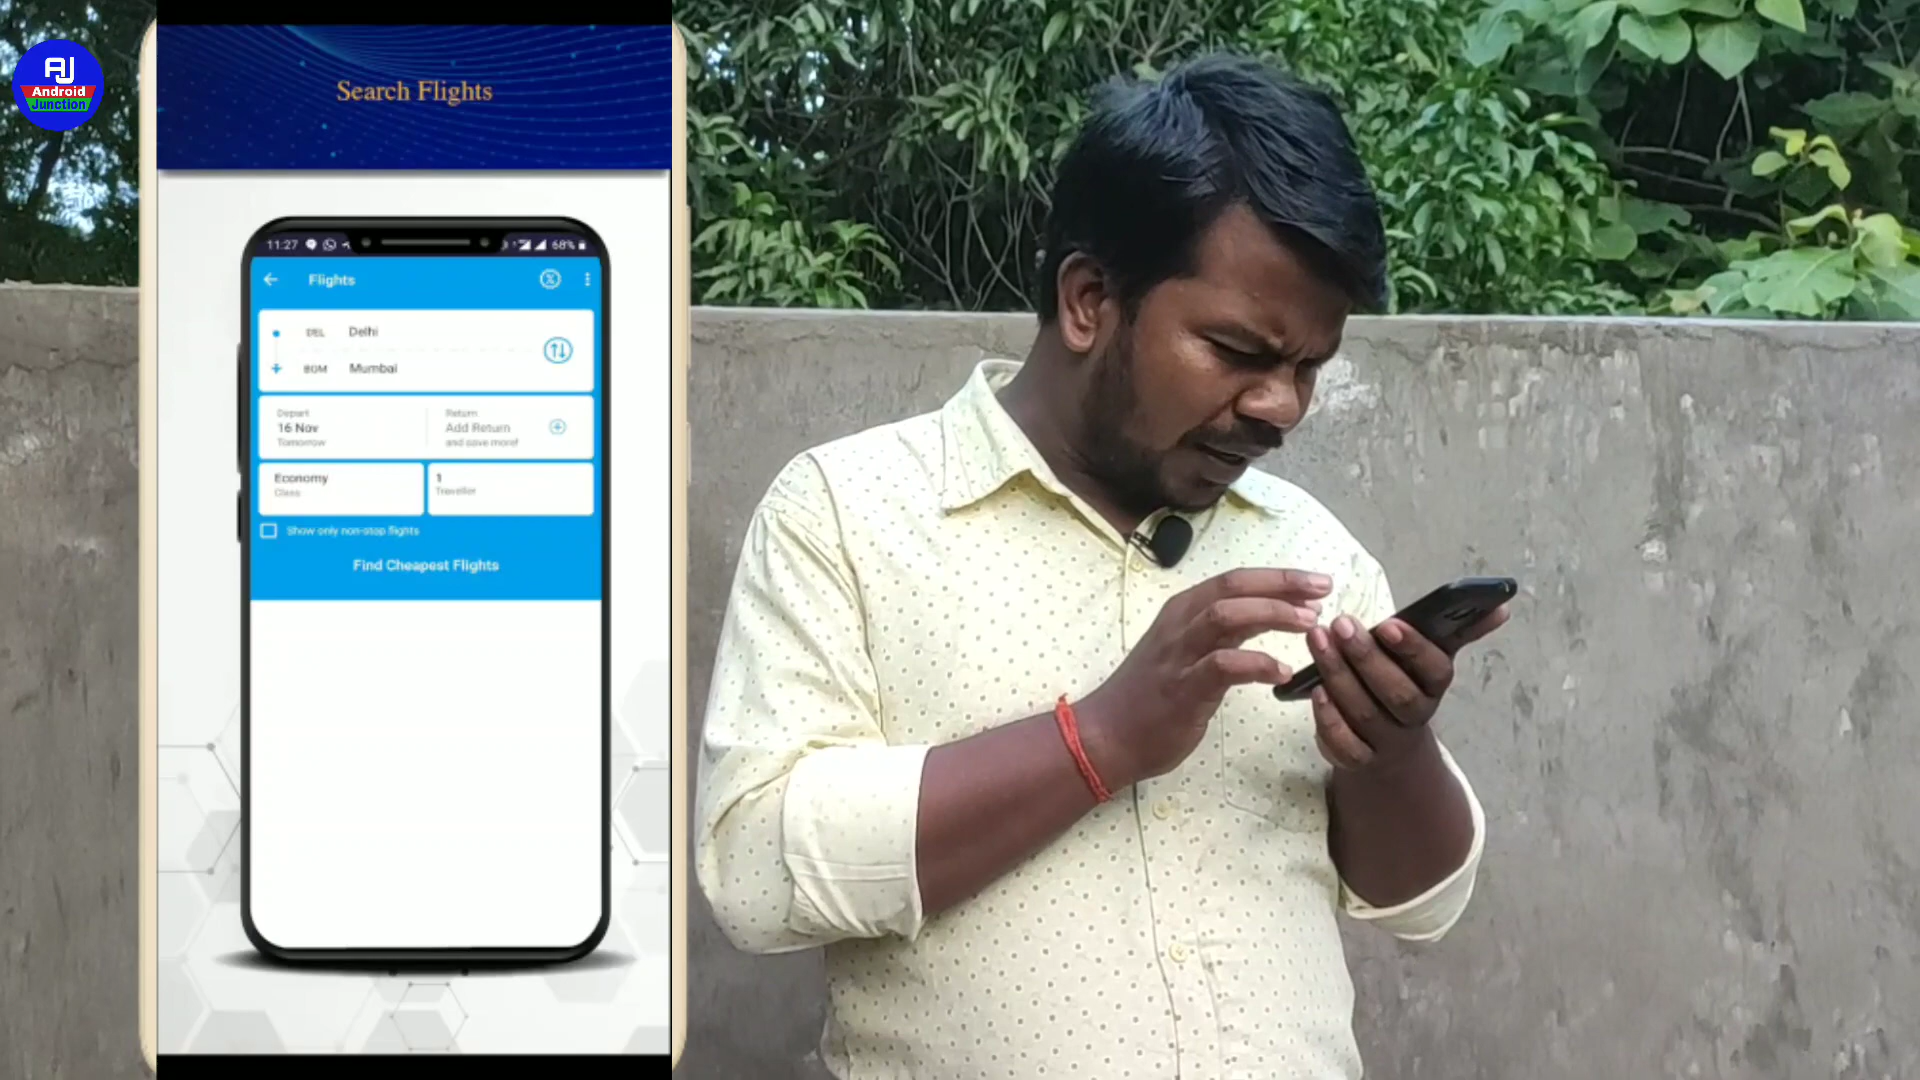 AJ
Android
Junction
Search Flights
11:27
68%
Flights
DEL Delhi
BOM Mumbai
Depart
16 Nov
Tomorrow
Return
Add Return
and save more!
Economy
Class
1
Traveller
Show only non-stop flights
Find Cheapest Flights